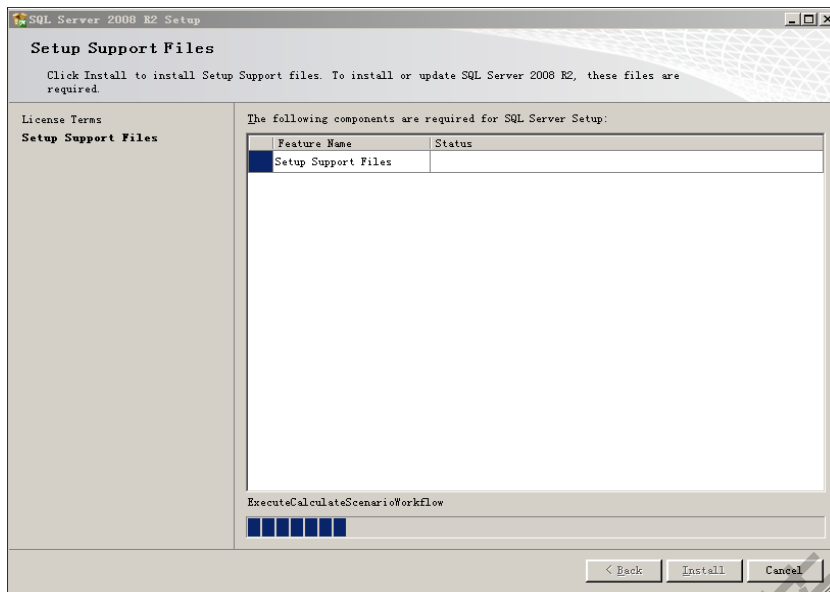 SQL Server 2008 R2 Setup
Setup Support Files
Click Install to install Setup Support files. To install or update SQL Server 2008 R2, these files are
required.
License Terms
Setup Support Files
The following components are required for SQL Server Setup:
Feature Name Status
Setup Support Files
ExecuteCalculateScenarioWorkflow
< Back Install Cancel